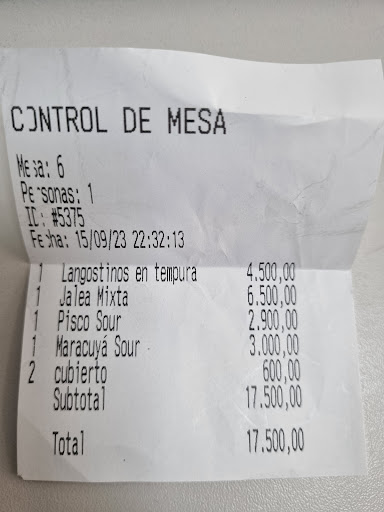 CONTROL DE MESA
Mesa: 6
Personas: 1
ID: #5375
Fecha: 15/09/23 22:32:13
1 Langostinos en tempura 4.500,00
1 Jalea Mixta 6.500,00
1 Pisco Sour 2.900,00
1 Maracuyá Sour 3.000,00
2 cubierto 600,00
Subtotal 17.500,00
Total 17.500,00